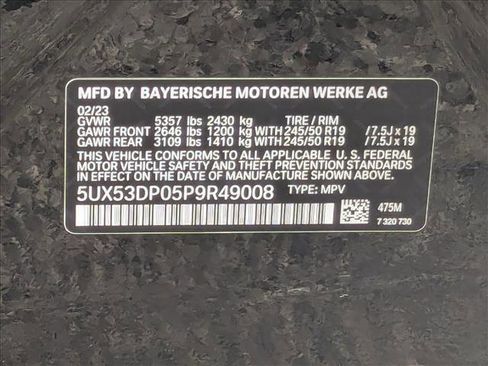 MFD BY BAYERISCHE MOTOREN WERKE AG
02/23
GVWR 5357 lbs 2430 kg TIRE / RIM
GAWR FRONT 2646 lbs 1200 kg WITH 245/50 R19 /7.5J x 19
GAWR REAR 3109 lbs 1410 kg WITH 245/50 R19 /7.5J x 19
THIS VEHICLE CONFORMS TO ALL APPLICABLE U. S. FEDERAL
MOTOR VEHICLE SAFETY AND THEFT PREVENTION STANDARDS
IN EFFECT ON THE DATE OF MANUFACTURE SHOWN ABOVE.
5UX53DP05P9R49008 TYPE: MPV
475M
7 320 730